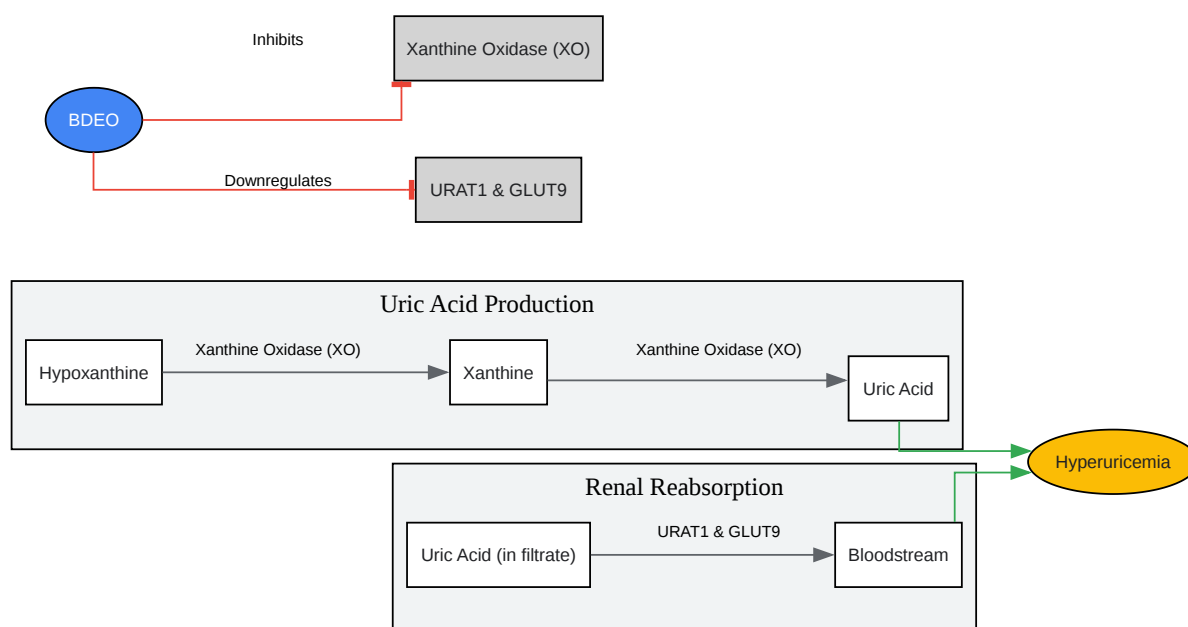 Inhibits
Xanthine Oxidase (XO)
BDEO
Downregulates
URAT1 & GLUT9
Uric Acid Production
Hypoxanthine
Xanthine Oxidase (XO)
Xanthine
Xanthine Oxidase (XO)
Uric Acid
Hyperuricemia
Renal Reabsorption
Uric Acid (in filtrate)
URAT1 & GLUT9
Bloodstream